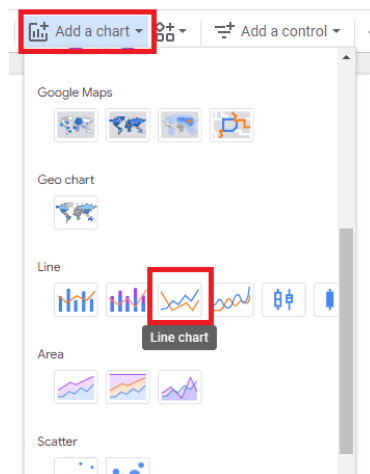 Add a chart
Add a control
Google Maps
Geo chart
Line
Line chart
Area
Scatter